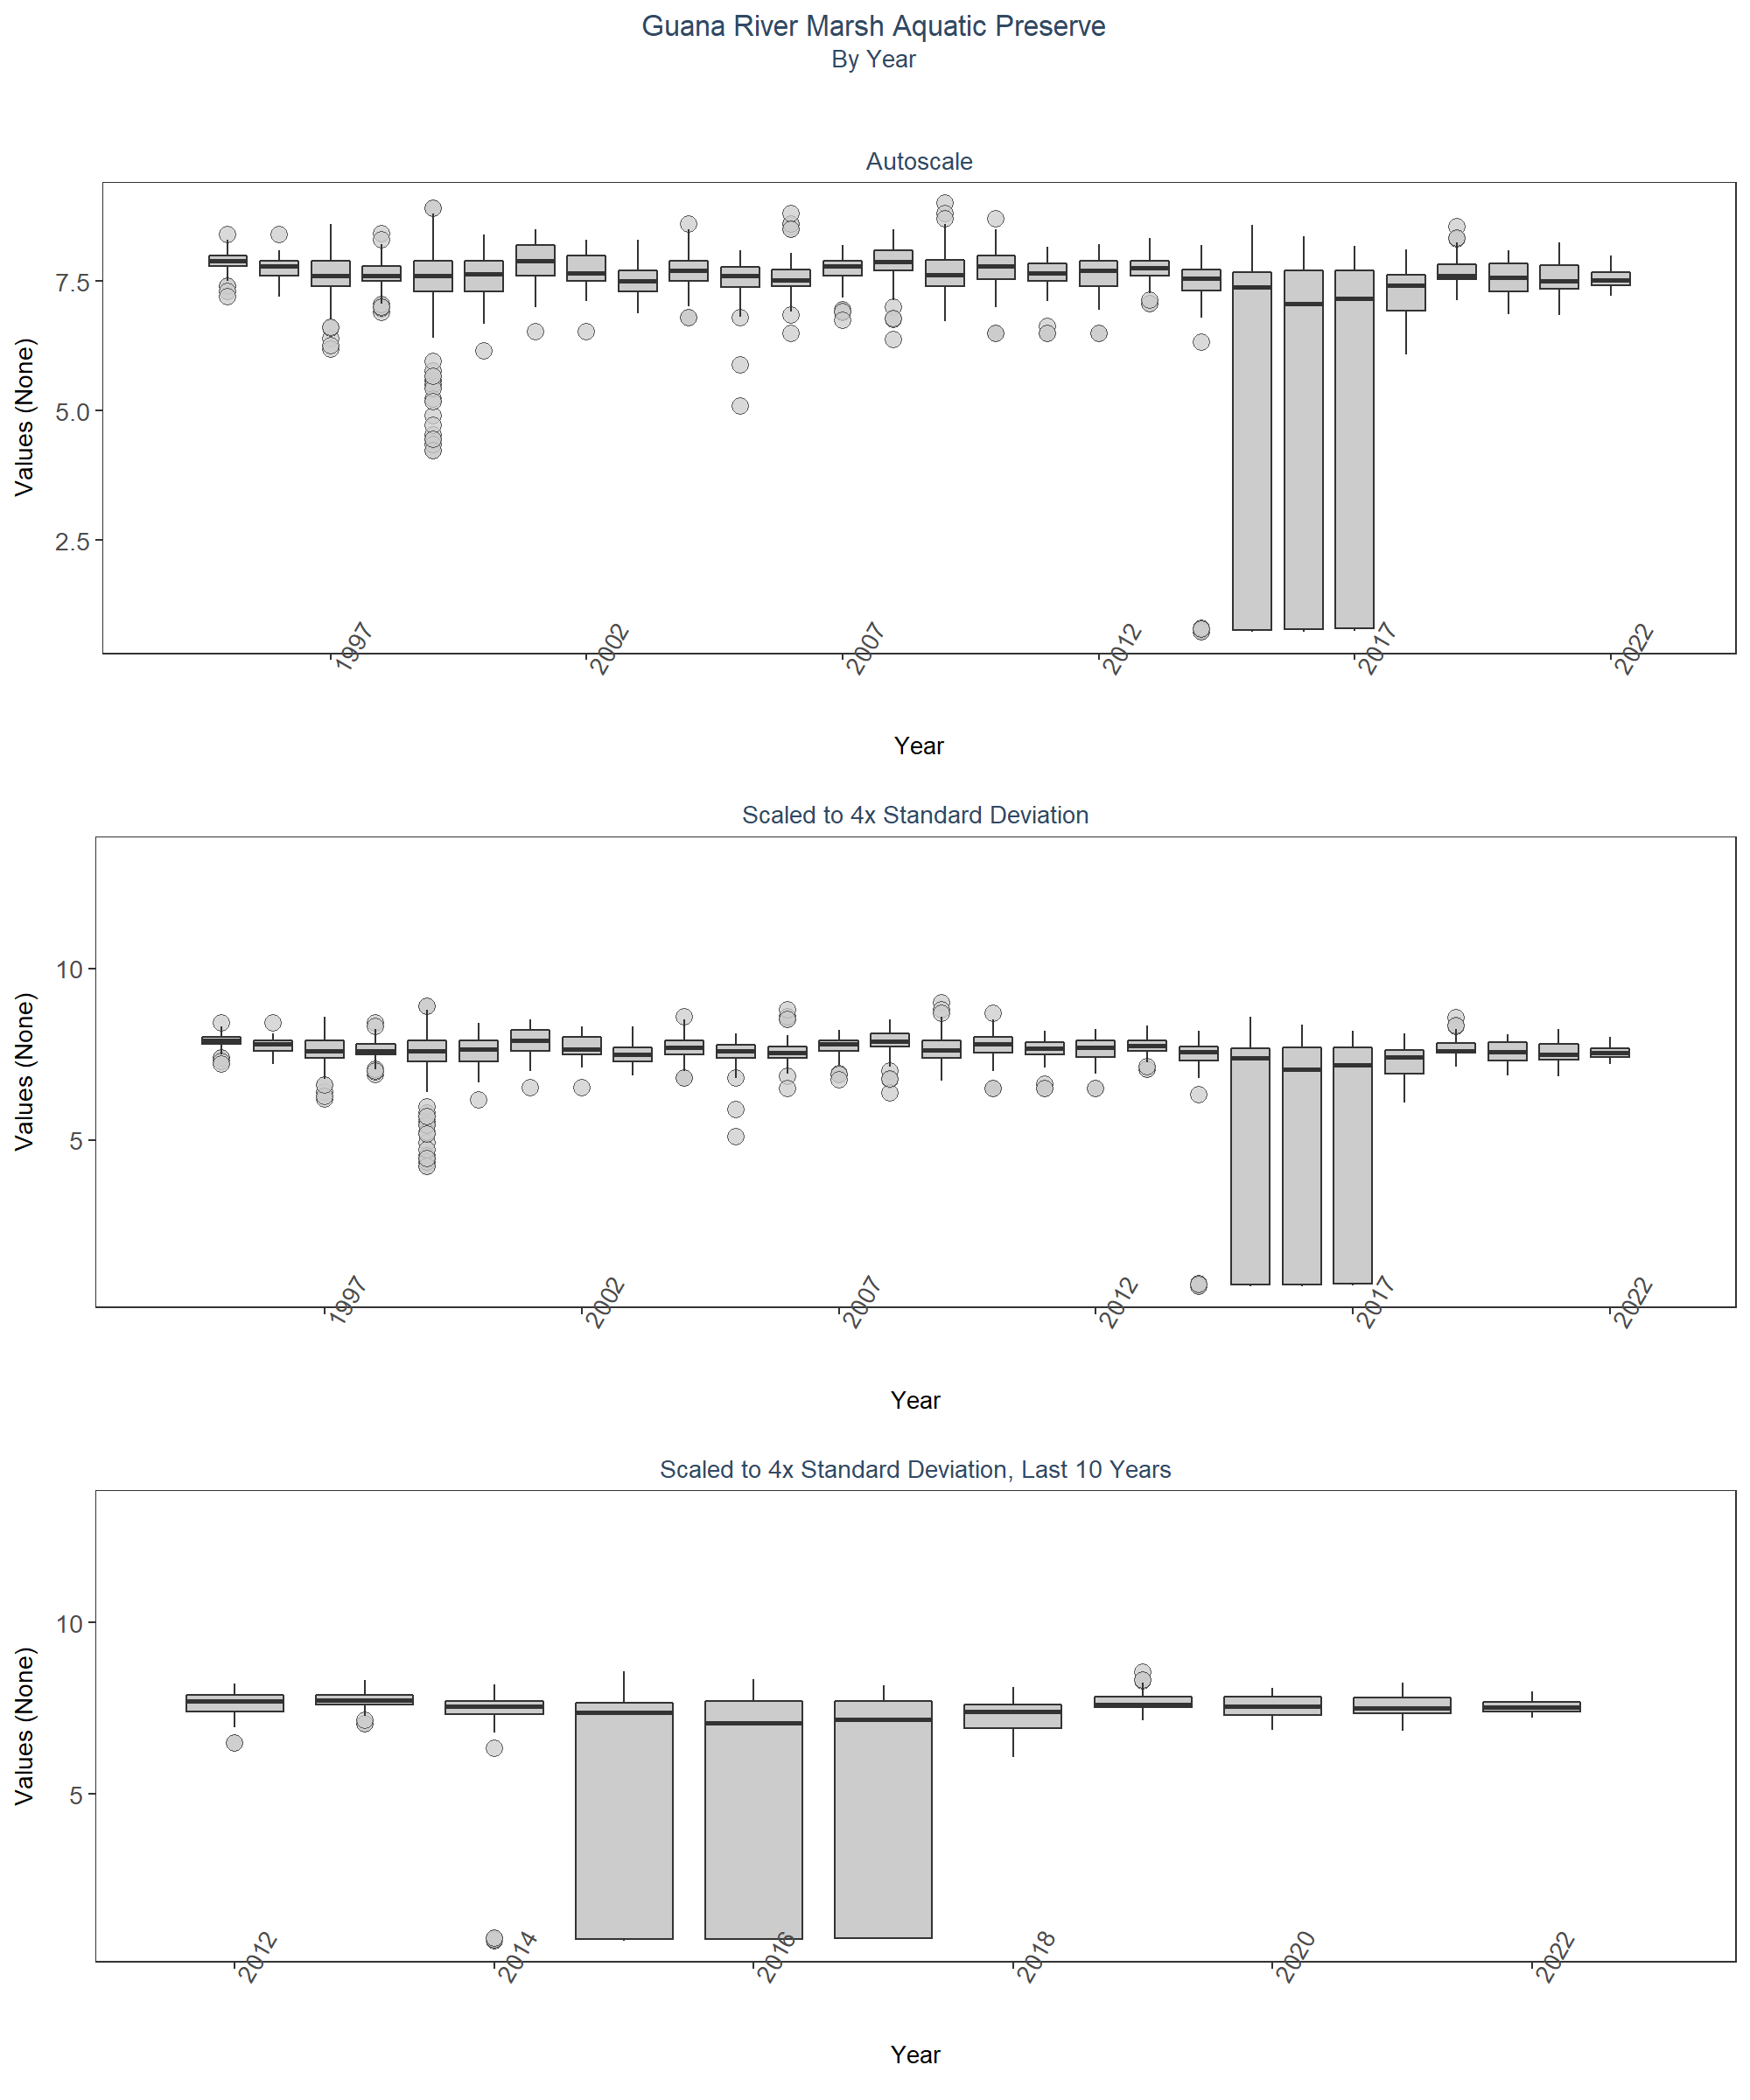 Guana River Marsh Aquatic Preserve
By Year
Autoscale
Values (None)
7.5
5.0
2.5
1997
2002
2007
2012
2017
2022
Year
Scaled to 4x Standard Deviation
Values (None)
10
5
1997
2002
2007
2012
2017
2022
Year
Scaled to 4x Standard Deviation, Last 10 Years
Values (None)
10
5
2012
2014
2016
2018
2020
2022
Year